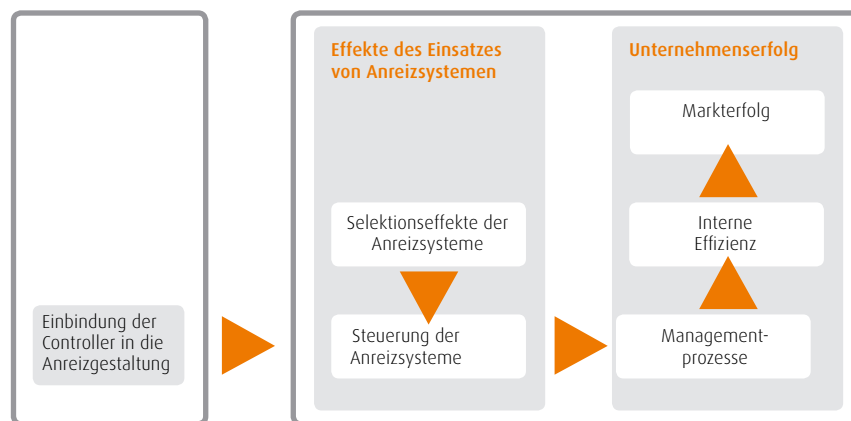 Effekte des Einsatzes
von Anreizsystemen
Unternehmenserfolg
Markterfolg
Selektionseffekte der
Anreizsysteme
Interne
Effizienz
Einbindung der
Controller in die
Anreizgestaltung
Steuerung der
Anreizsysteme
Management-
prozesse